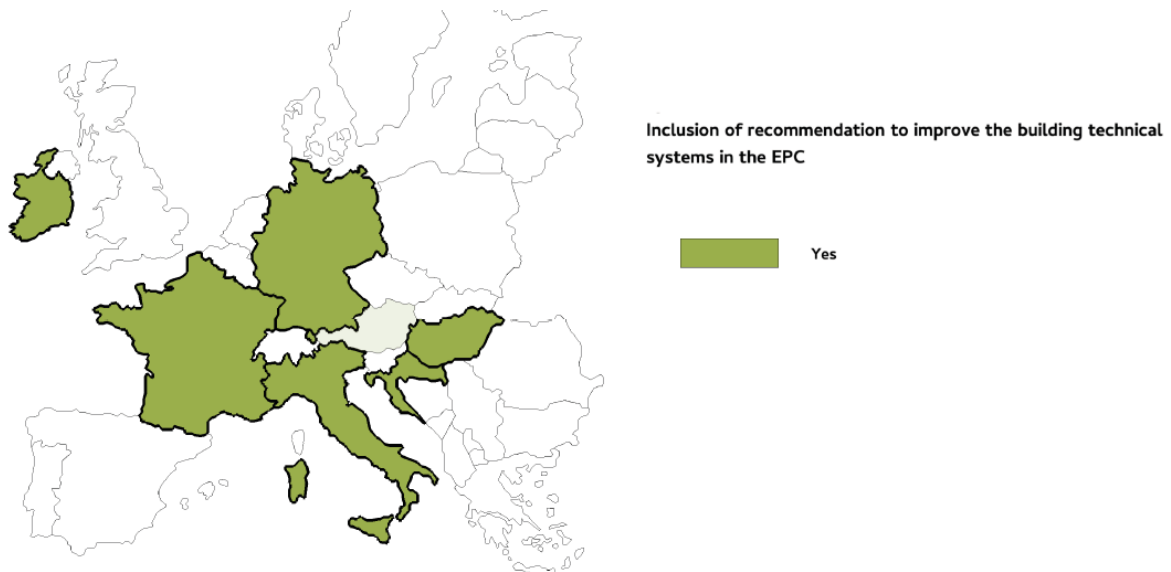 Inclusion of recommendation to improve the building technical
systems in the EPC
Yes